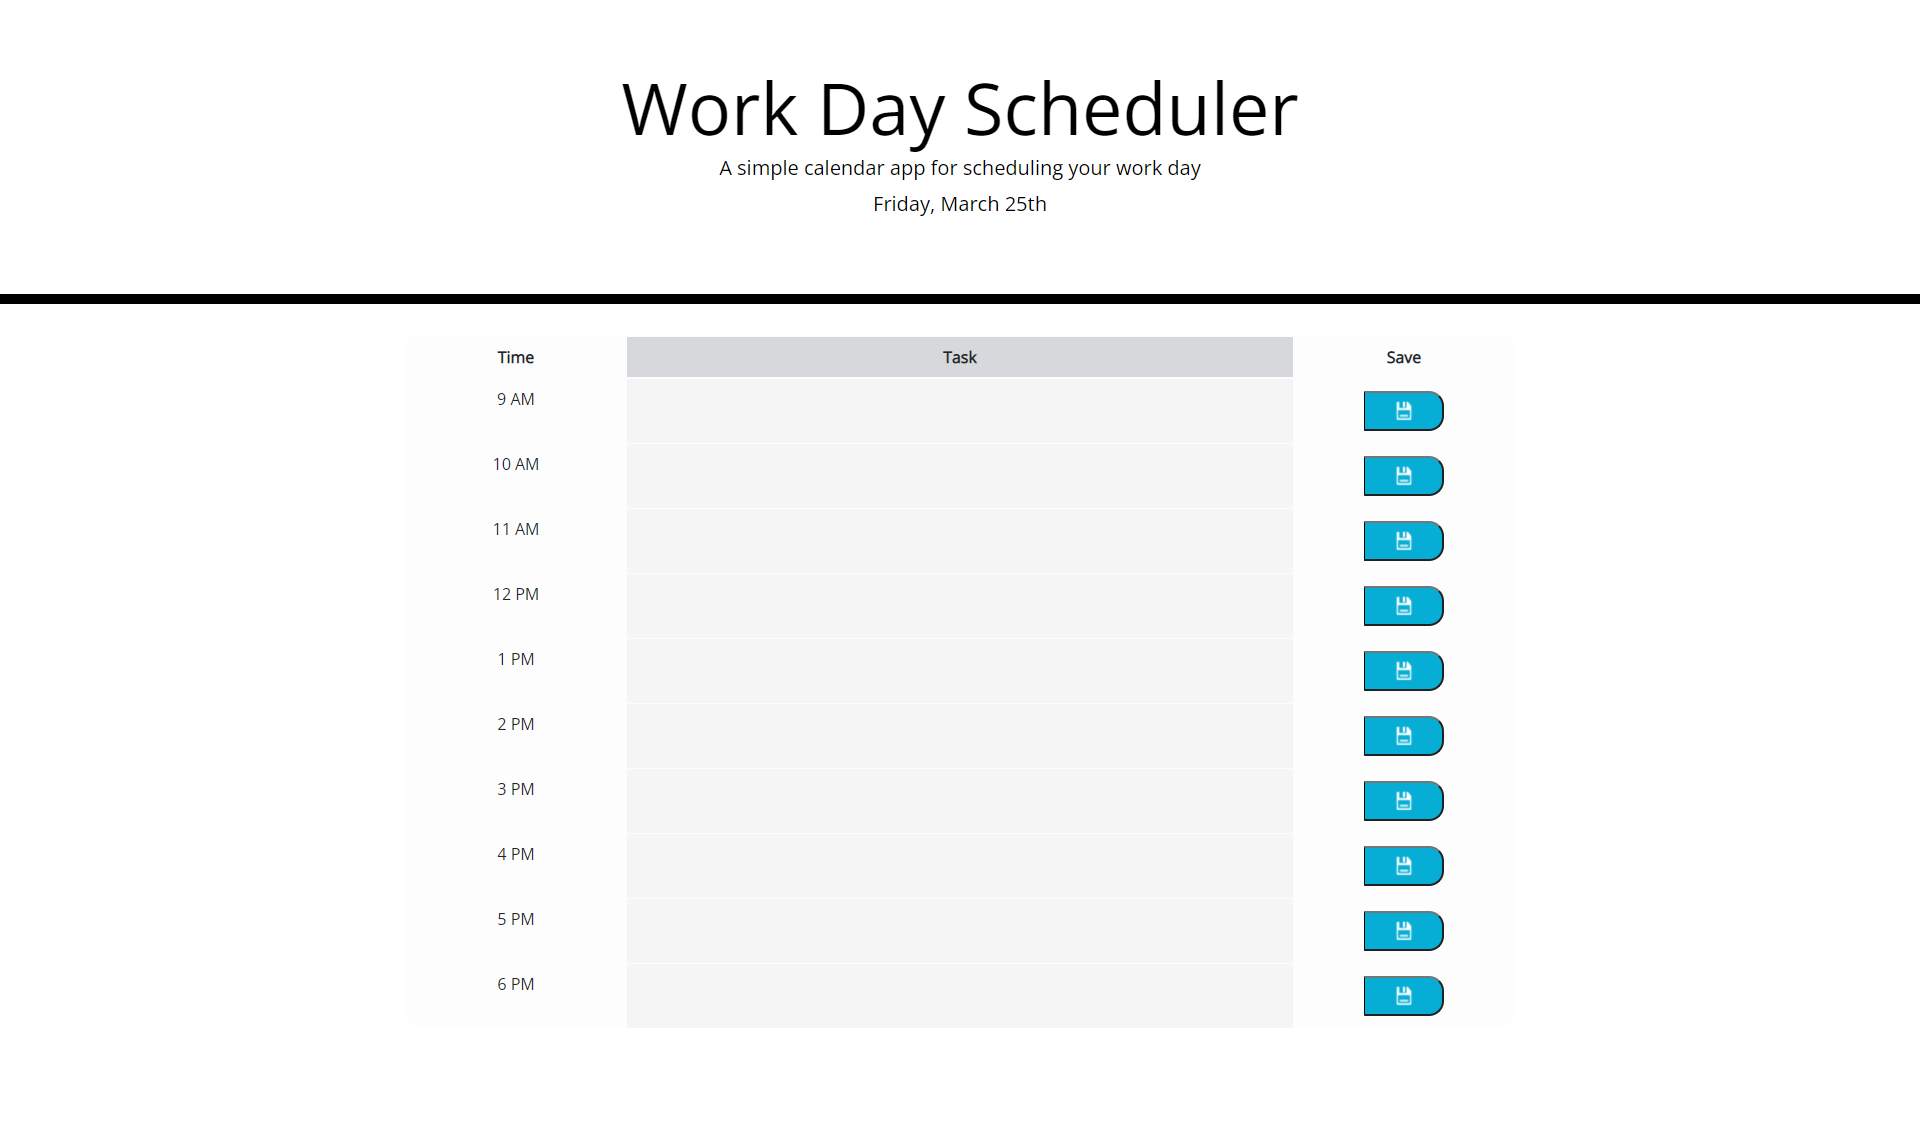 Work Day Scheduler
A simple calendar app for scheduling your work day
Friday, March 25th
Time Task Save
9 AM
10 AM
11 AM
12 PM
1 PM
2 PM
3 PM
4 PM
5 PM
6 PM